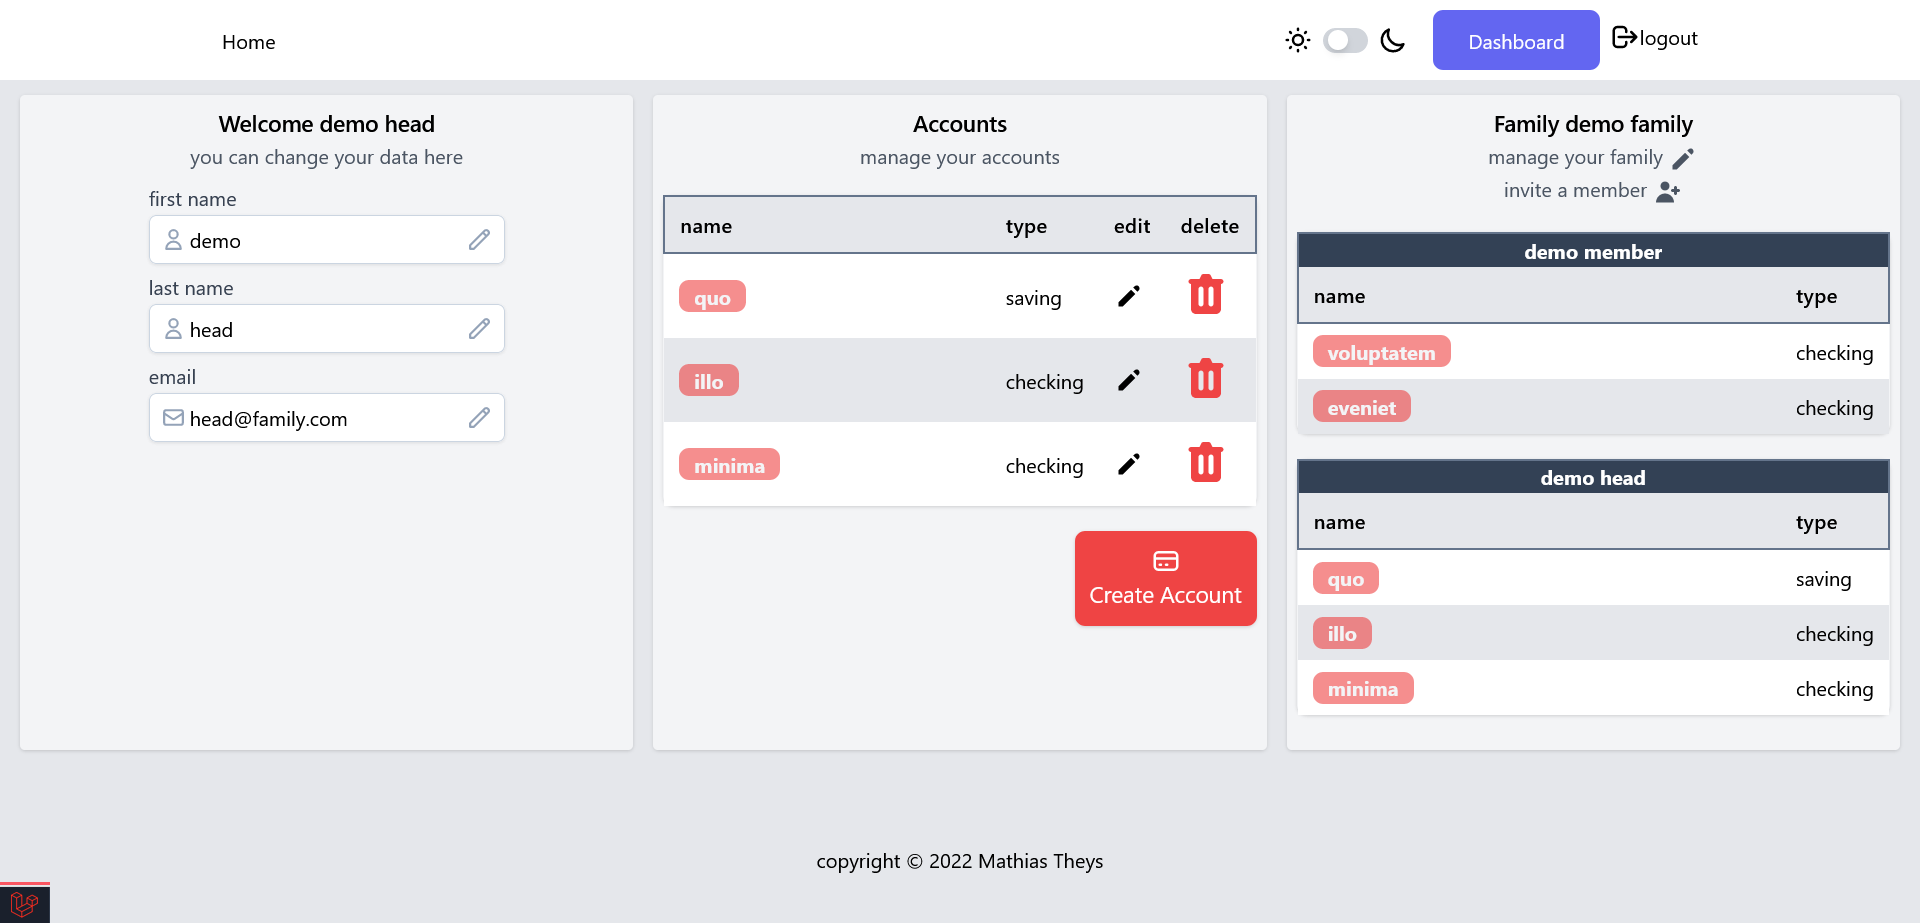 Home
Dashboard
logout
Welcome demo head
you can change your data here
first name
demo
last name
head
email
head@family.com
Accounts
manage your accounts
name type edit delete
quo saving
illo checking
minima checking
Create Account
Family demo family
manage your family
invite a member
demo member
name type
voluptatem checking
eveniet checking
demo head
name type
quo saving
illo checking
minima checking
copyright © 2022 Mathias Theys